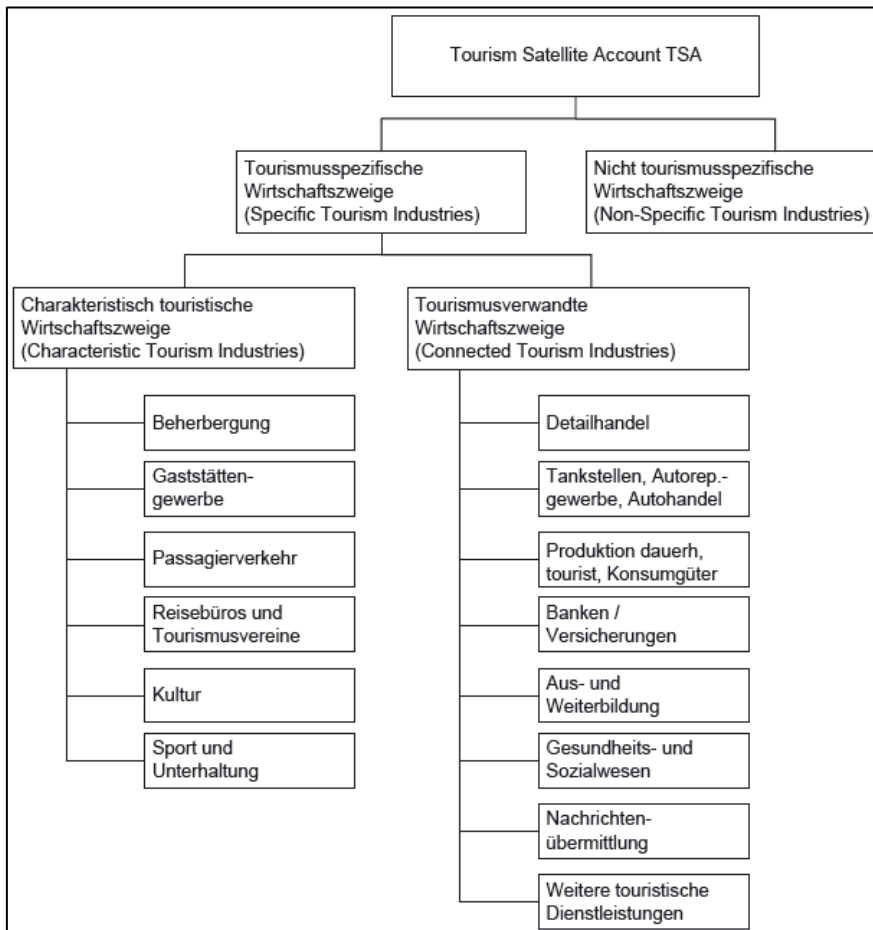 Tourism Satellite Account TSA
Tourismusspezifische
Wirtschaftszweige
(Specific Tourism Industries)
Nicht tourismusspezifische
Wirtschaftszweige
(Non-Specific Tourism Industries)
Charakteristisch touristische
Wirtschaftszweige
(Characteristic Tourism Industries)
Beherbergung
Gaststätten-
gewerbe
Passagierverkehr
Reisebüros und
Tourismusvereine
Kultur
Sport und
Unterhaltung
Tourismusverwandte
Wirtschaftszweige
(Connected Tourism Industries)
Detailhandel
Tankstellen, Autorep.-
gewerbe, Autohandel
Produktion dauerh,
tourist, Konsumgüter
Banken /
Versicherungen
Aus- und
Weiterbildung
Gesundheits- und
Sozialwesen
Nachrichten-
übermittlung
Weitere touristische
Dienstleistungen